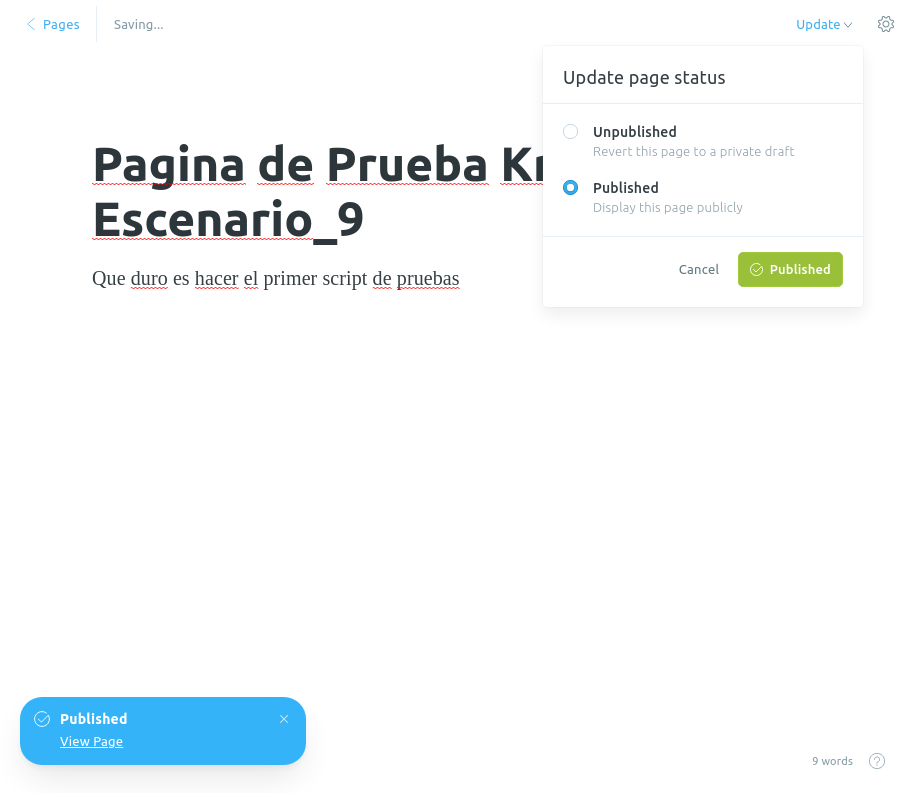 Pages
Saving...
Update
Update page status
Unpublished
Revert this page to a private draft
Published
Display this page publicly
Cancel
Published
Pagina de Prueba
Escenario_9
Que duro es hacer el primer script de pruebas
Published
View Page
9 words